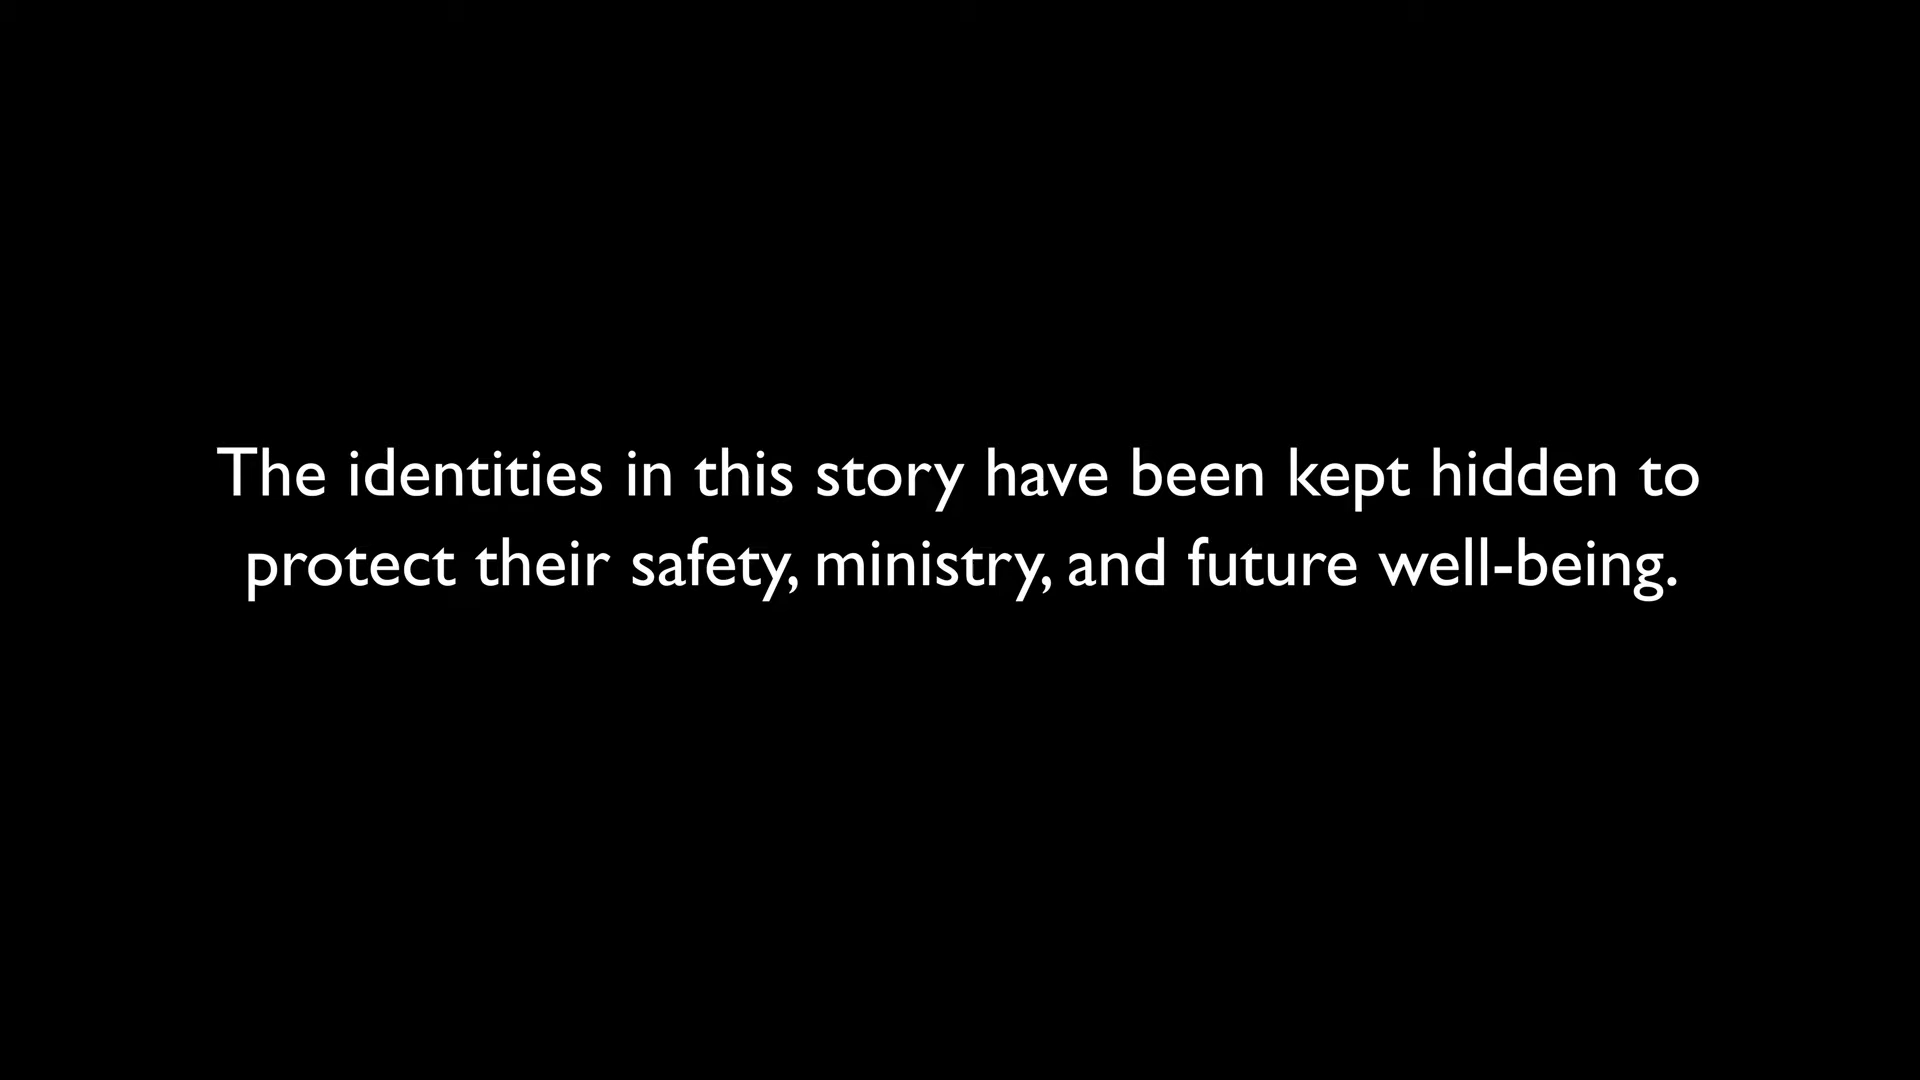 The identities in this story have been kept hidden to
protect their safety, ministry, and future well-being.